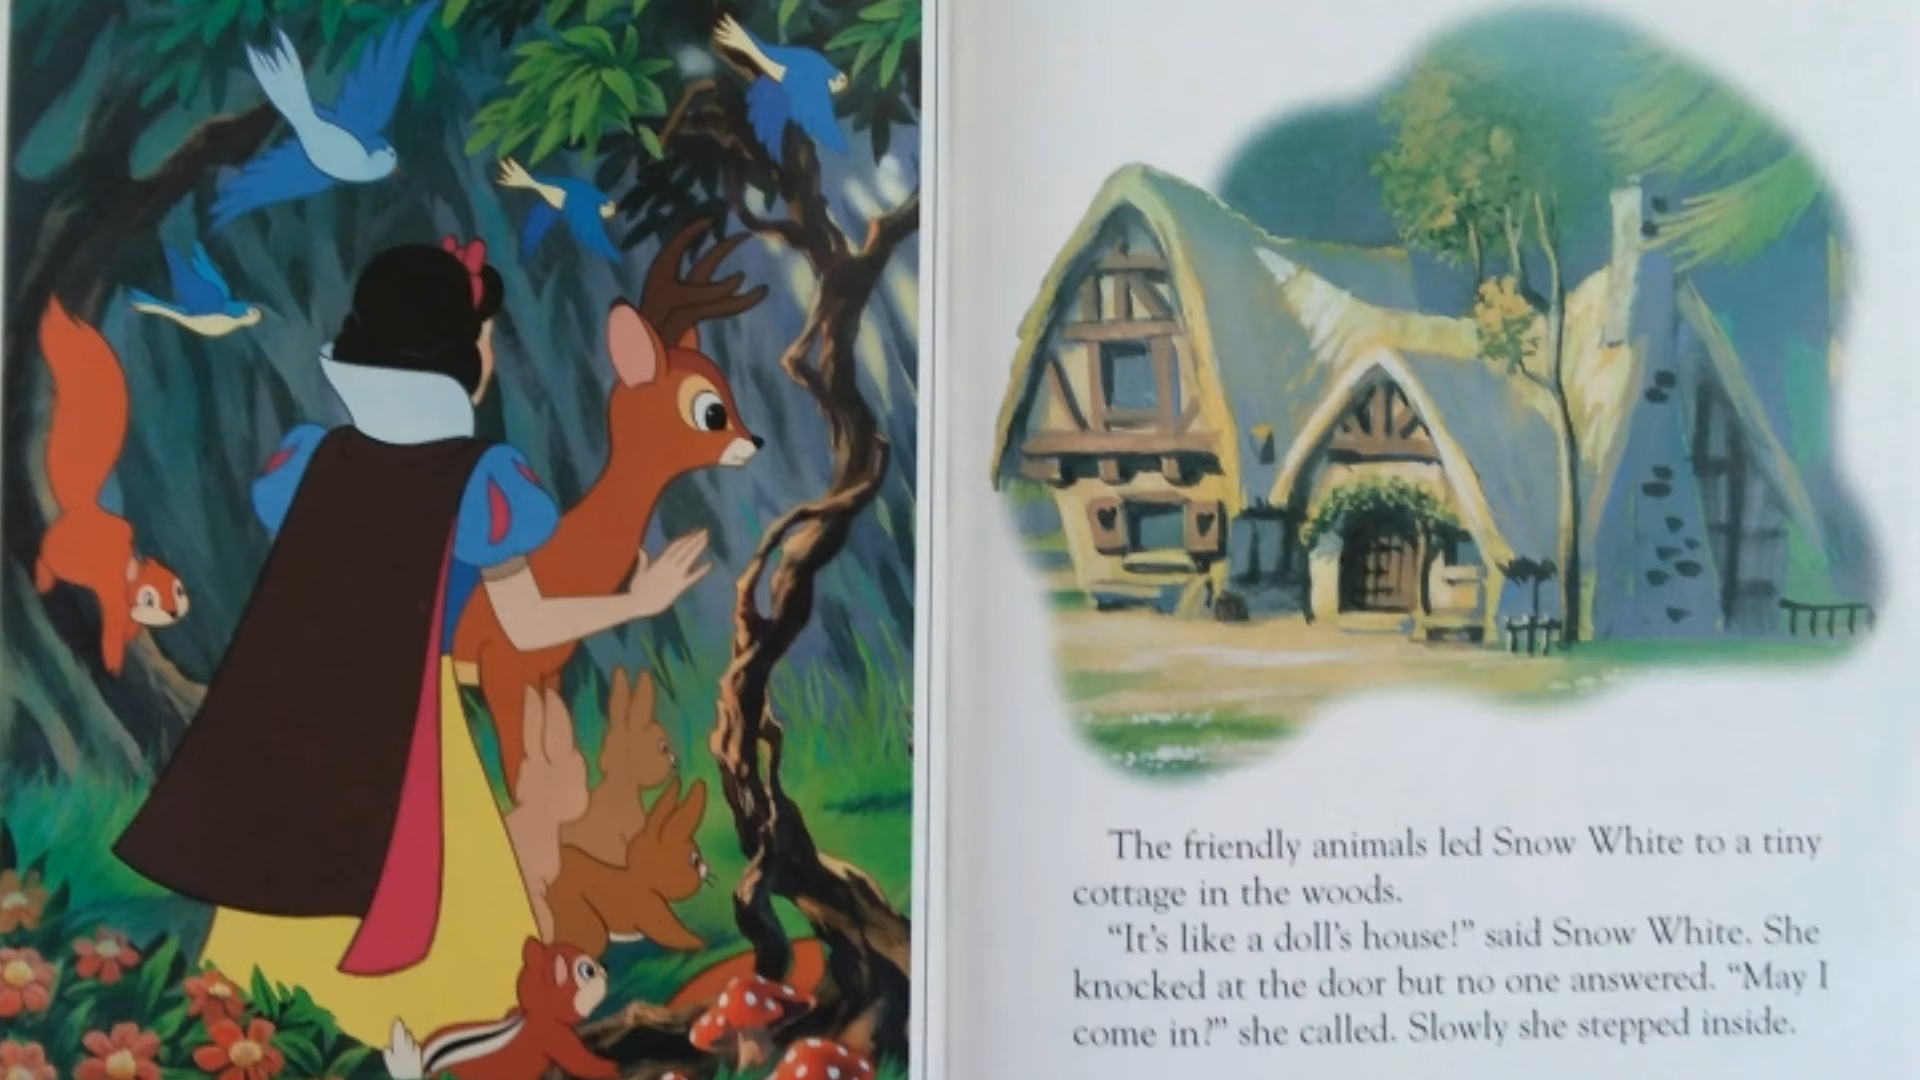 The friendly animals led Snow White to a tiny
cottage in the woods.
“It’s like a doll’s house!” said Snow White. She
knocked at the door but no one answered. “May I
come in?” she called. Slowly she stepped inside.